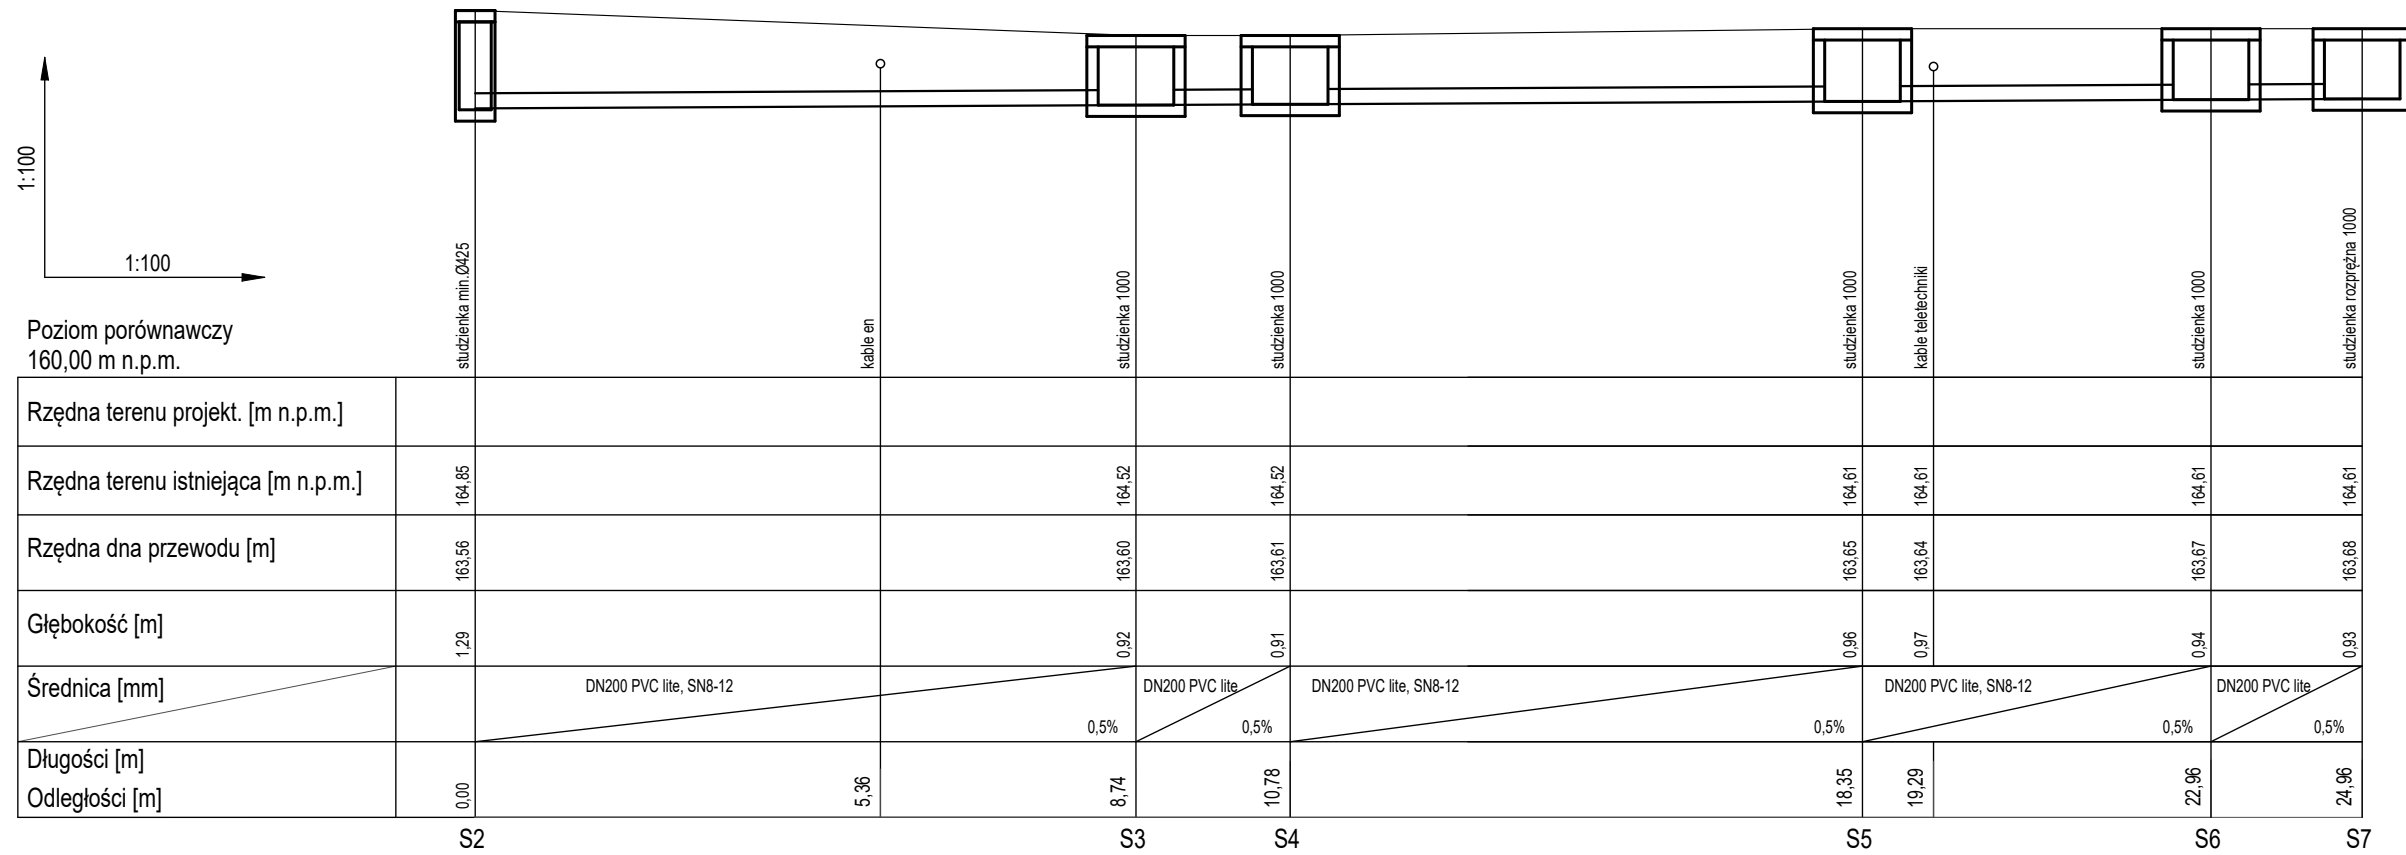 1:100
1:100
Poziom porównawczy
160,00 m n.p.m.
studzienka min.Ø425
kable en
studzienka 1000
studzienka 1000
studzienka 1000
kable teletechniki
studzienka 1000
studzienka rozprężna 1000
Rzędna terenu projekt. [m n.p.m.]
Rzędna terenu istniejąca [m n.p.m.] 164,85 164,52 164,52 164,61 164,61 164,61 164,61
Rzędna dna przewodu [m] 163,56 163,60 163,61 163,65 163,64 163,67 163,68
Głębokość [m] 1,29 0,92 0,91 0,96 0,97 0,94 0,93
Średnica [mm] DN200 PVC lite, SN8-12 DN200 PVC lite DN200 PVC lite, SN8-12 DN200 PVC lite, SN8-12 DN200 PVC lite
0,5% 0,5% 0,5% 0,5% 0,5%
Długości [m]
Odległości [m] 0,00 5,36 8,74 10,78 18,35 19,29 22,96 24,96
S2 S3 S4 S5 S6 S7